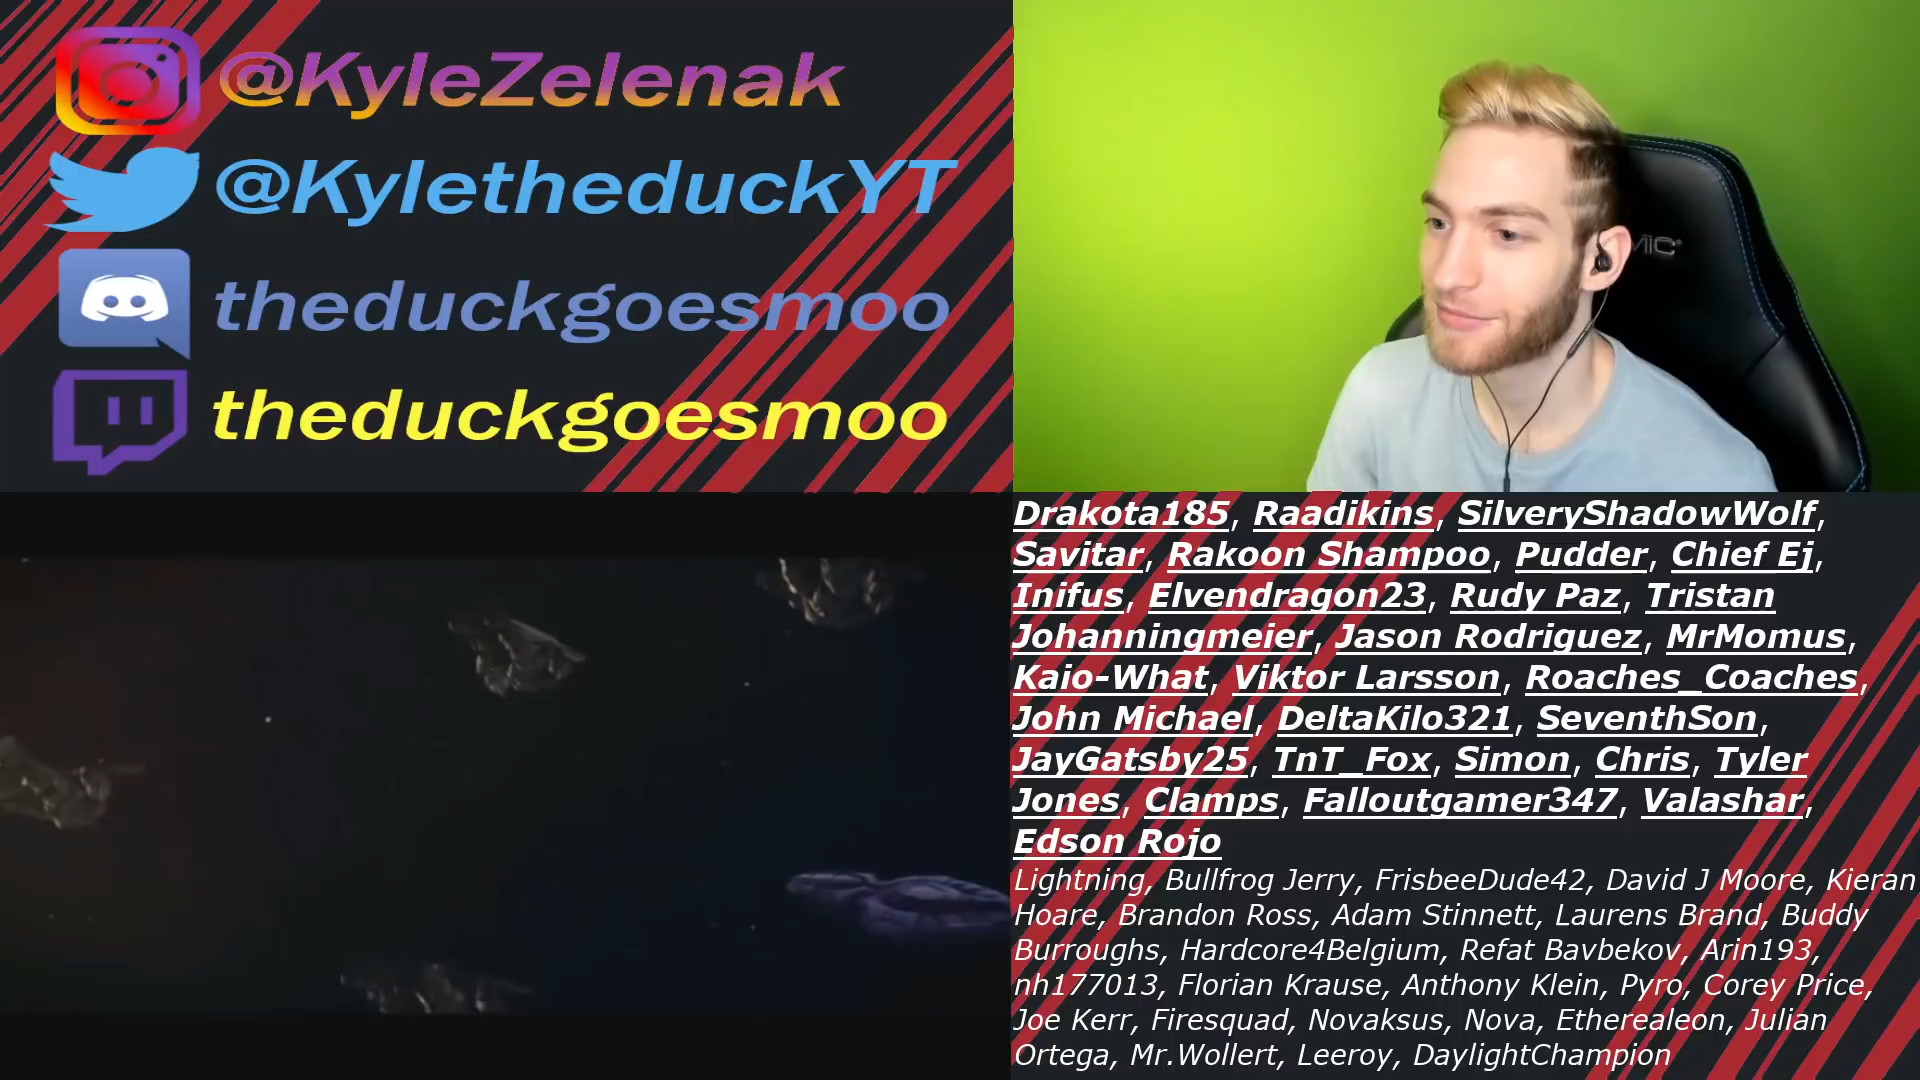 @KyleZelenak
@KyletheduckYT
theduckgoesmoo
theduckgoesmoo
Drakota185, Raadikins, SilveryShadowWolf,
Savitar, Rakoon Shampoo, Pudder, Chief Ej,
Inifus, Elvendragon23, Rudy Paz, Tristan
Johanningmeier, Jason Rodriguez, MrMomus,
Kaio-What, Viktor Larsson, Roaches_Coaches,
John Michael, DeltaKilo321, SeventhSon,
JayGatsby25, TnT_Fox, Simon, Chris, Tyler
Jones, Clamps, Falloutgamer347, Valashar,
Edson Rojo
Lightning, Bullfrog Jerry, FrisbeeDude42, David J Moore, Kieran
Hoare, Brandon Ross, Adam Stinnett, Laurens Brand, Buddy
Burroughs, Hardcore4Belgium, Refat Bavbekov, Arin193,
nh177013, Florian Krause, Anthony Klein, Pyro, Corey Price,
Joe Kerr, Firesquad, Novaksus, Nova, Etherealeon, Julian
Ortega, Mr.Wollert, Leeroy, DaylightChampion